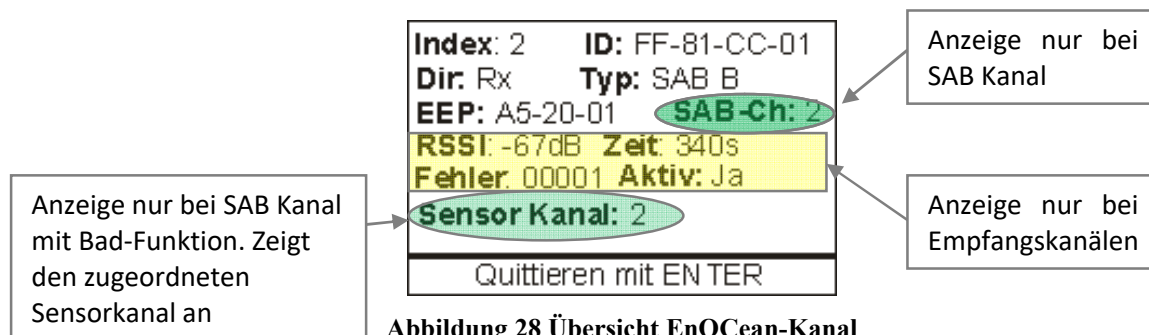 Index: 2 ID: FF-81-CC-01
Dir: Rx Typ: SAB B
EEP: A5-20-01 SAB-Ch: 2
RSSI: -67dB Zeit: 340s
Fehler: 00001 Aktiv: Ja
Sensor Kanal: 2
Quittieren mit ENTER
Anzeige nur bei
SAB Kanal
Anzeige nur bei
Empfangskanälen
Anzeige nur bei SAB Kanal
mit Bad-Funktion. Zeigt
den zugeordneten
Sensorkanal an
Abbildung 28 Übersicht EnOCean-Kanal